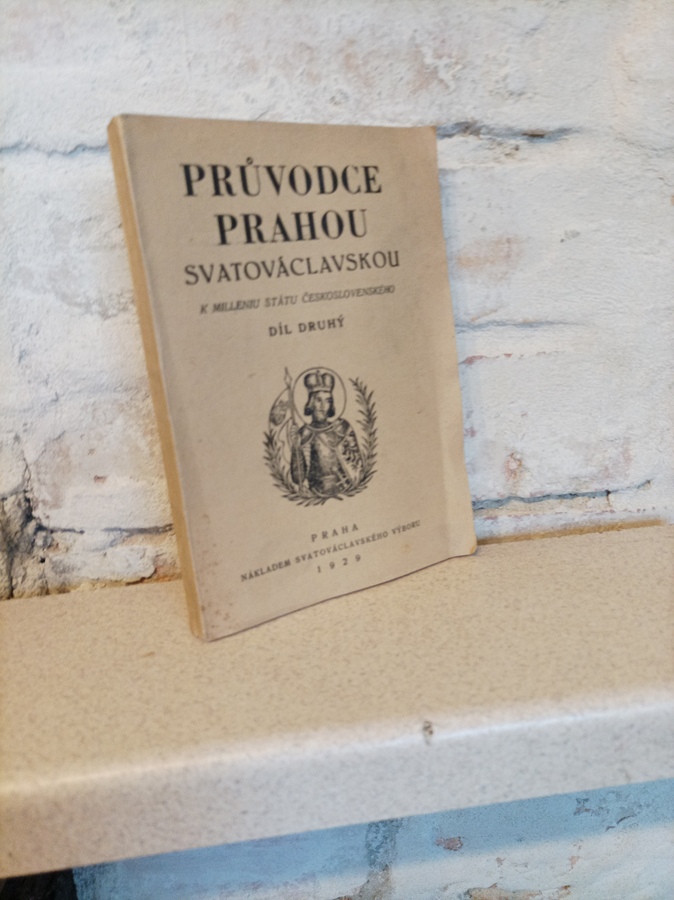 PRŮVODCE
PRAHOU
SVATOVÁCLAVSKOU
K MILLENIU STÁTU ČESKOSLOVENSKÉHO
DÍL DRUHÝ
PRAHA
NÁKLADEM SVATOVÁCLAVSKÉHO VÝBORU
1929